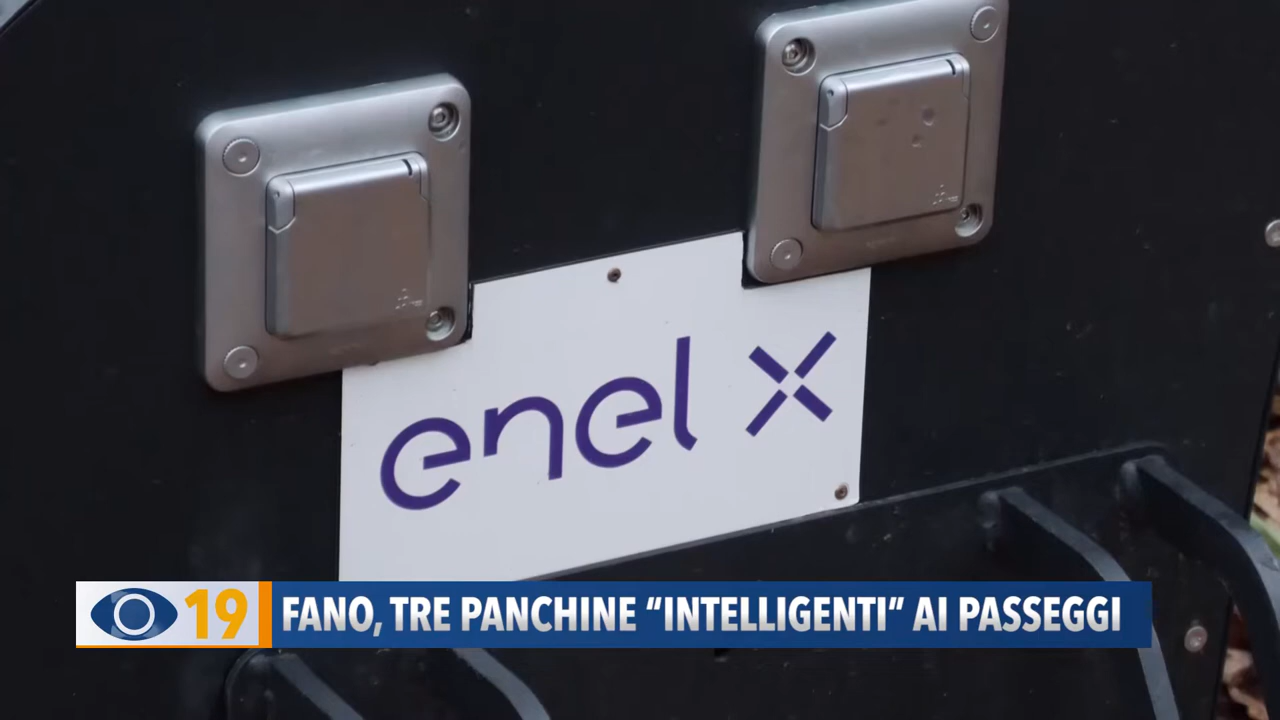 enel x
19 FANO, TRE PANCHINE “INTELLIGENTI” AI PASSEGGI